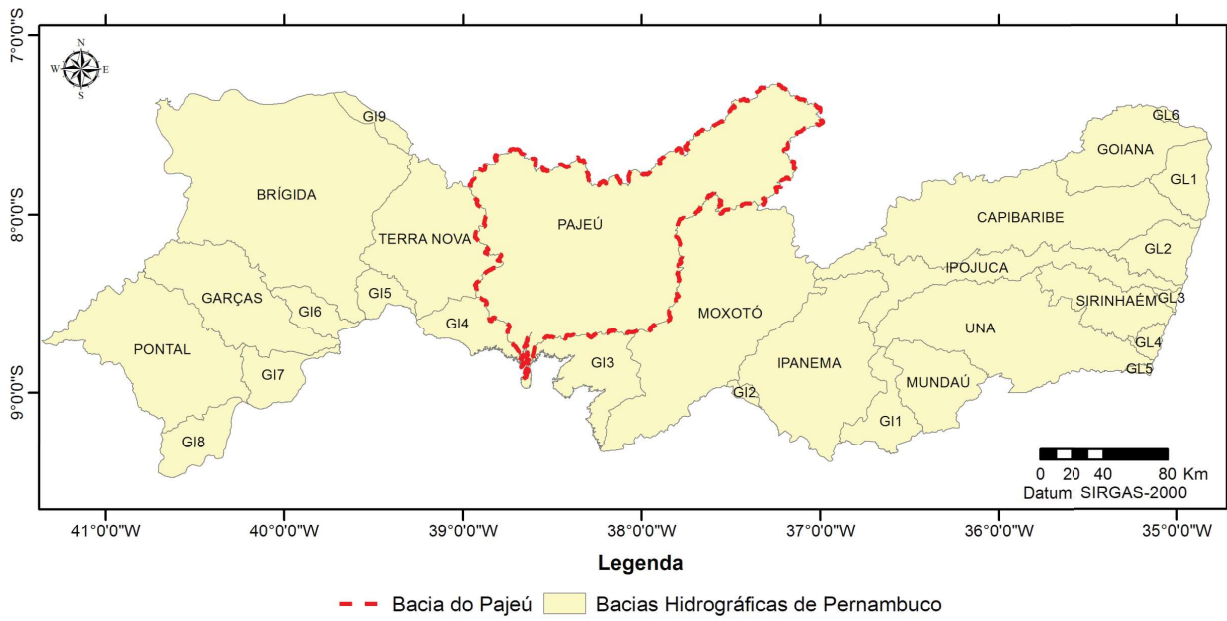 7°0'0"S
8°0'0"S
9°0'0"S
N
W E
S
GI9
GL6
GOIANA
GL1
BRÍGIDA
CAPIBARIBE
TERRA NOVA
PAJEÚ
GL2
IPOJUCA
GARÇAS
GI5
GI6
SIRINHAÉM
GL3
GI4
MOXOTÓ
UNA
PONTAL
GL4
GI3
IPANEMA
GL5
GI7
MUNDAÚ
GI2
GI1
GI8
0 20 40 80 Km
Datum SIRGAS-2000
41°0'0"W 40°0'0"W 39°0'0"W 38°0'0"W 37°0'0"W 36°0'0"W 35°0'0"W
Legenda
Bacia do Pajeú Bacias Hidrográficas de Pernambuco